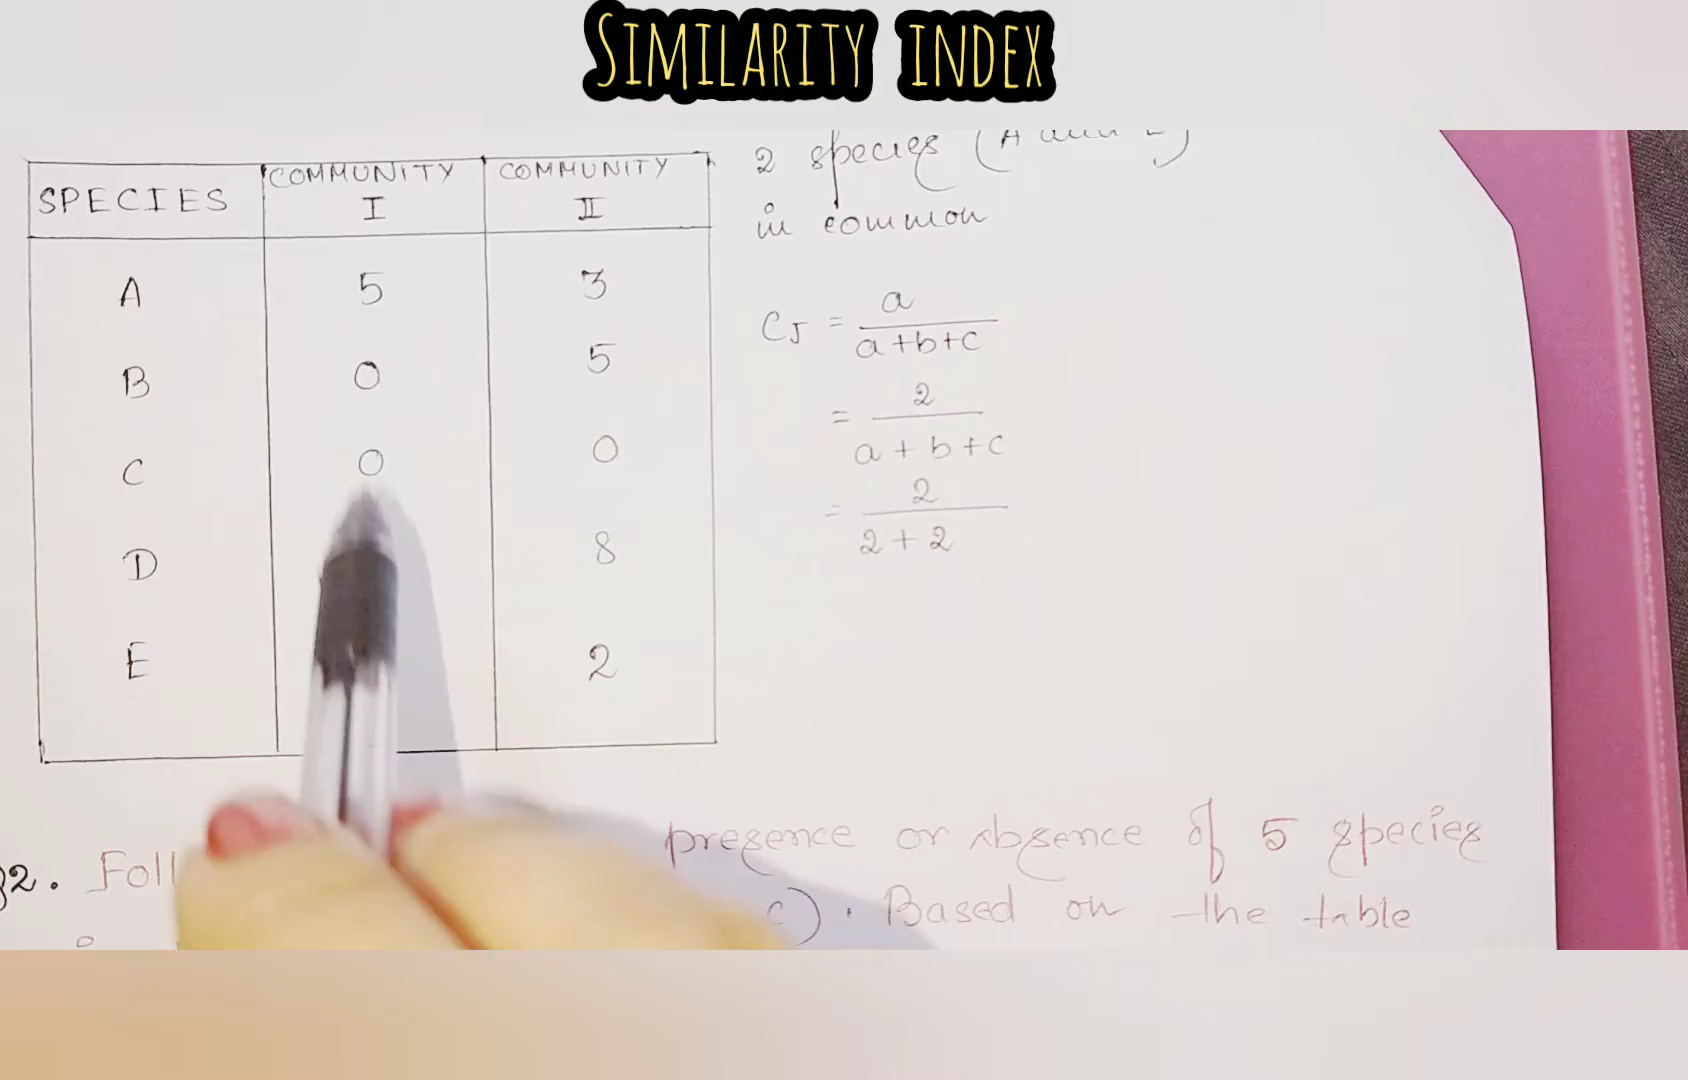 SIMILARITY INDEX
SPECIES COMMUNITY I COMMUNITY II
A 5 3
B 0 5
C 0 0
D 8
E 2
2 species (A
in common
CJ = a / a+b+c
= 2 / a + b + c
= 2 / 2 + 2
2. Foll presence or absence of 5 species
c). Based on the table